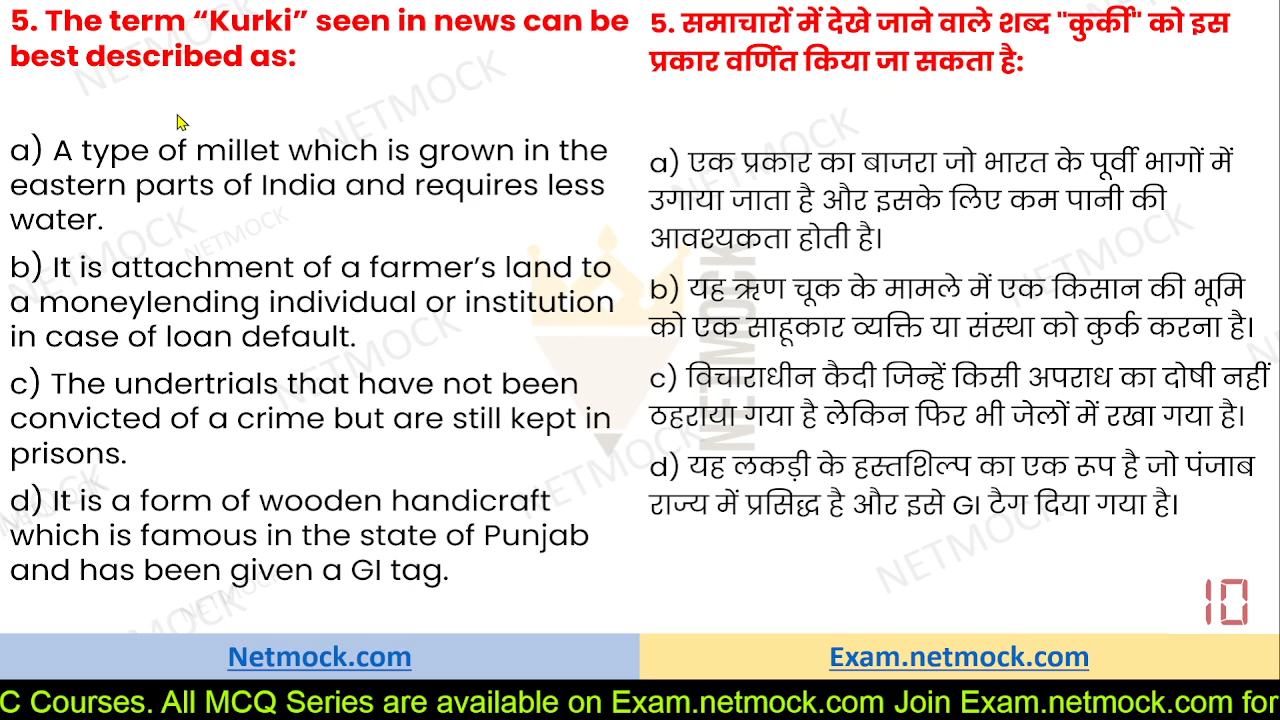 5. The term “Kurki” seen in news can be
best described as:
a) A type of millet which is grown in the
eastern parts of India and requires less
water.
b) It is attachment of a farmer’s land to
a moneylending individual or institution
in case of loan default.
c) The undertrials that have not been
convicted of a crime but are still kept in
prisons.
d) It is a form of wooden handicraft
which is famous in the state of Punjab
and has been given a GI tag.
5. समाचारों में देखे जाने वाले शब्द "कुर्की" को इस
प्रकार वर्णित किया जा सकता है:
a) एक प्रकार का बाजरा जो भारत के पूर्वी भागों में
उगाया जाता है और इसके लिए कम पानी की
आवश्यकता होती है।
b) यह ऋण चूक के मामले में एक किसान की भूमि
को एक साहूकार व्यक्ति या संस्था को कुर्क करना है।
c) विचाराधीन कैदी जिन्हें किसी अपराध का दोषी नहीं
ठहराया गया है लेकिन फिर भी जेलों में रखा गया है।
d) यह लकड़ी के हस्तशिल्प का एक रूप है जो पंजाब
राज्य में प्रसिद्ध है और इसे GI टैग दिया गया है।
NETMOCK
10
Netmock.com
Exam.netmock.com
C Courses. All MCQ Series are available on Exam.netmock.com Join Exam.netmock.com for